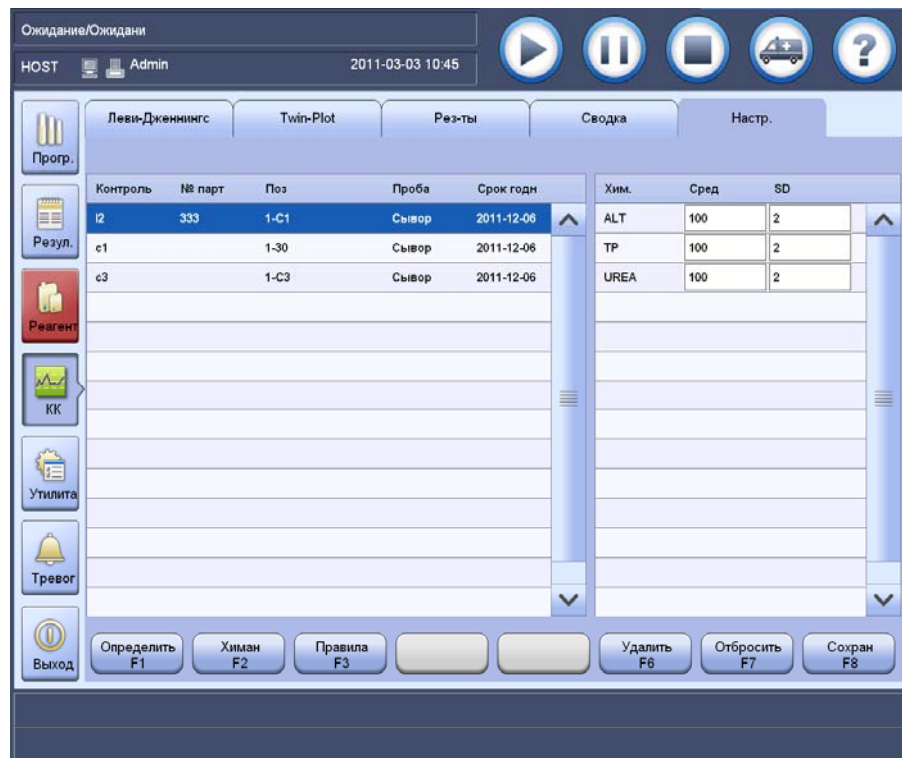 Ожидание/Ожидани
HOST Admin 2011-03-03 10:45
?
Леви-Дженнингс Twin-Plot Рез-ты Сводка Настр.
Прогр.
Резул.
Реагент
КК
Утилита
Тревог
Выход
Контроль № парт Поз Проба Срок годн
I2 333 1-C1 Сывор 2011-12-06
c1 1-30 Сывор 2011-12-06
c3 1-C3 Сывор 2011-12-06
Хим. Сред SD
ALT 100 2
TP 100 2
UREA 100 2
Определить F1
Химан F2
Правила F3
Удалить F6
Отбросить F7
Сохран F8